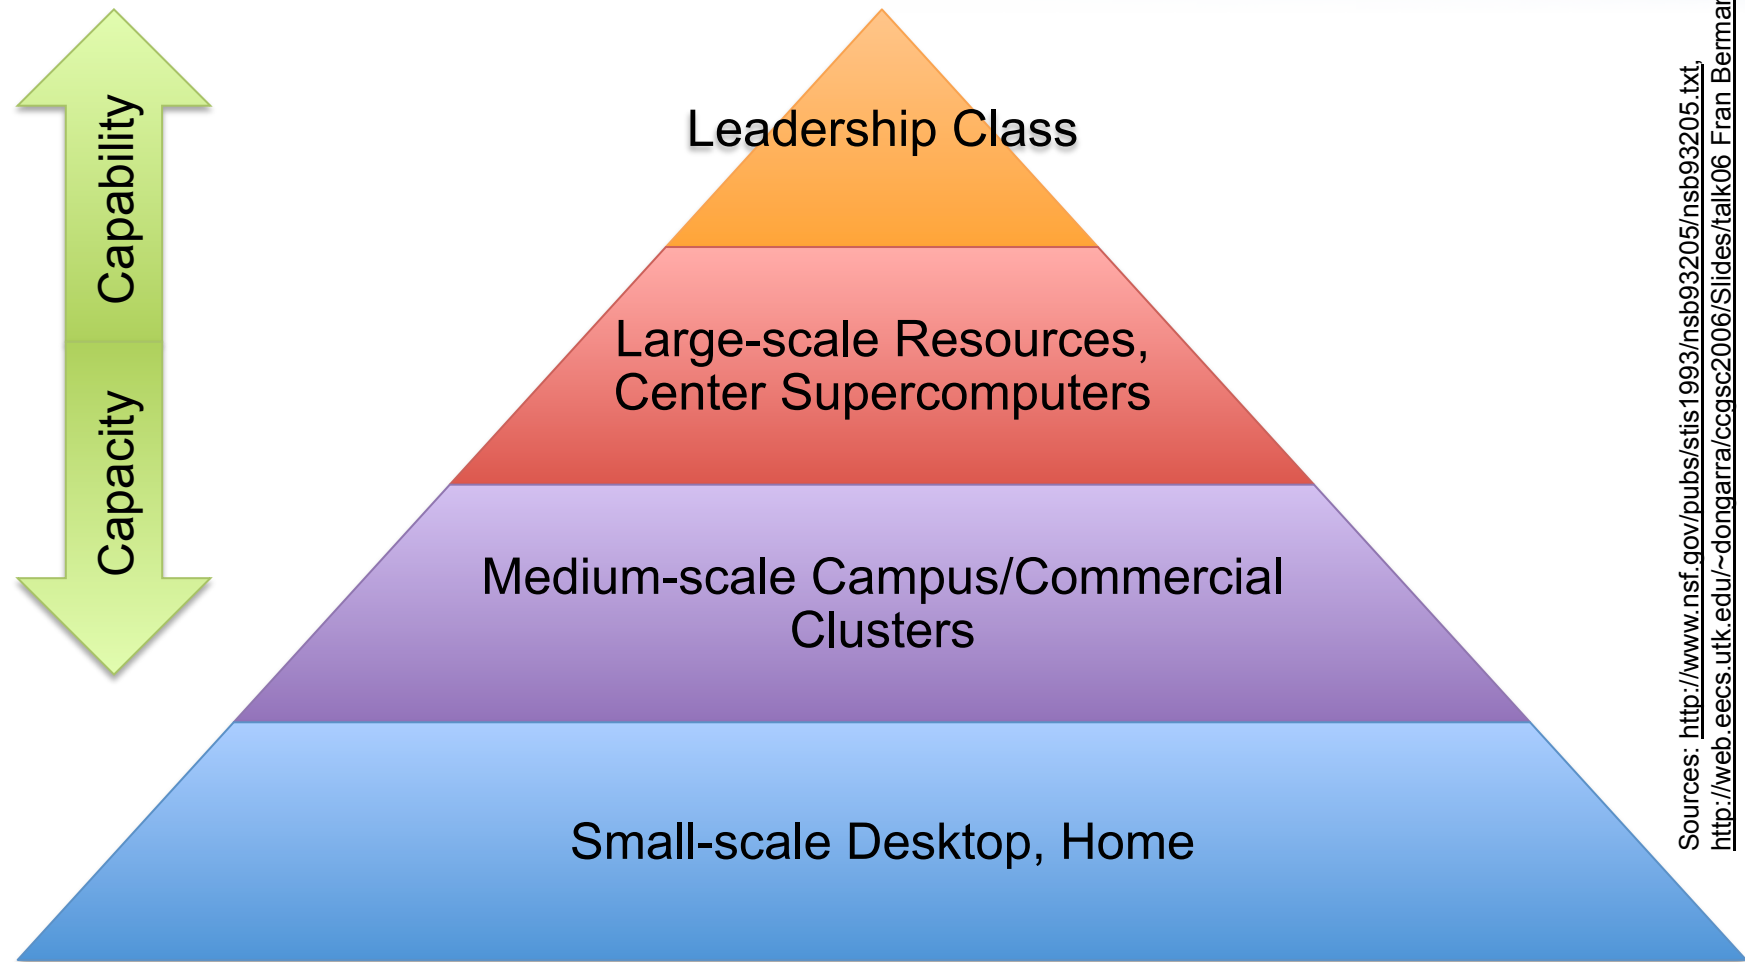 Capability
Capacity
Leadership Class
Large-scale Resources,
Center Supercomputers
Medium-scale Campus/Commercial
Clusters
Small-scale Desktop, Home
Sources: http://www.nsf.gov/pubs/stis1993/nsb93205/nsb93205.txt,
http://web.eecs.utk.edu/~dongarra/ccgsc2006/Slides/talk06 Fran